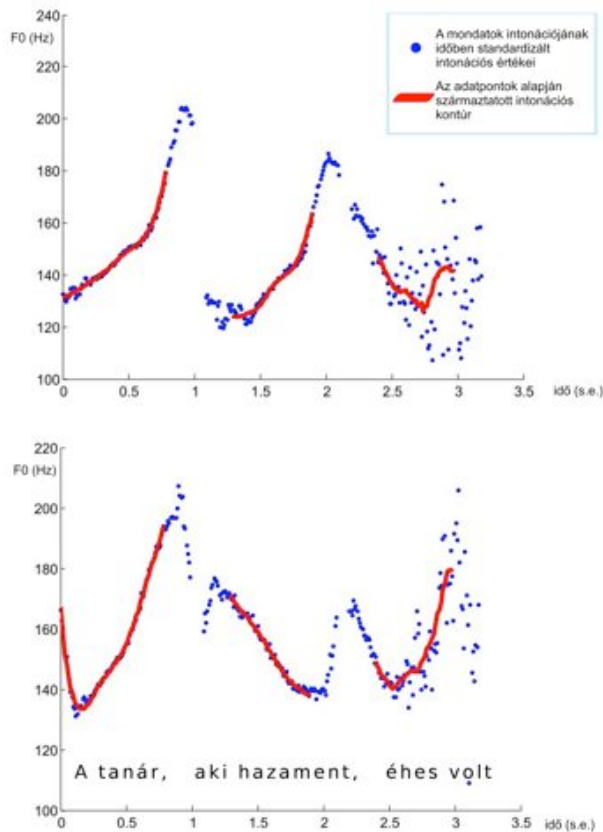 240
F0 (Hz)
220
200
180
160
140
120
100
0
0.5
1
1.5
2
2.5
3
3.5
idő (s.e.)
A mondatok intonációjának
időben standardizált
intonációs értékei
Az adatpontok alapján
származtatott intonációs
kontúr
220
F0 (Hz)
200
180
160
140
120
100
A tanár, aki hazament, éhes volt
0
0.5
1
1.5
2
2.5
3
3.5
idő (s.e.)